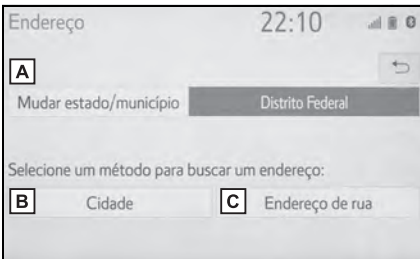 Endereço 22:10
A
Mudar estado/município Distrito Federal
Selecione um método para buscar um endereço:
B Cidade C Endereço de rua